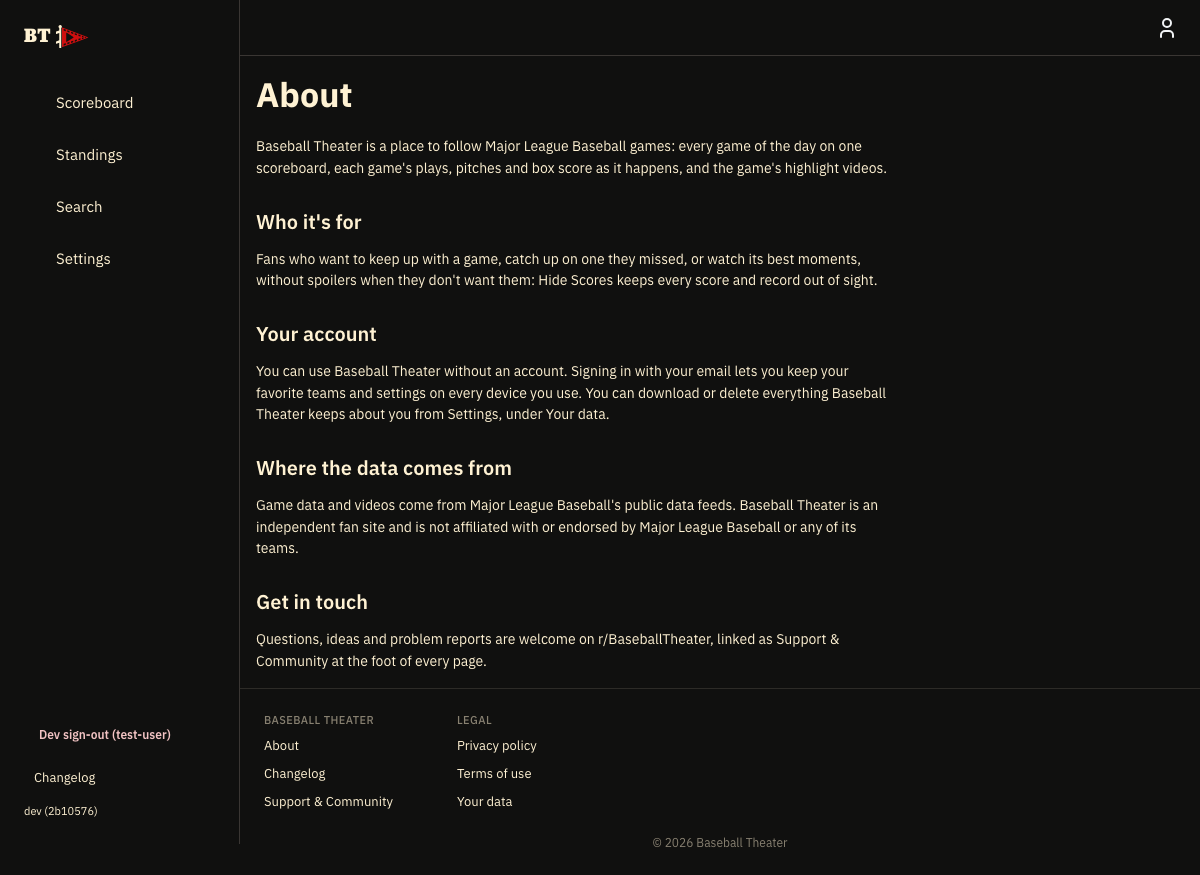 BT
Scoreboard
Standings
Search
Settings
Dev sign-out (test-user)
Changelog
dev (2b10576)
About
Baseball Theater is a place to follow Major League Baseball games: every game of the day on one
scoreboard, each game's plays, pitches and box score as it happens, and the game's highlight videos.
Who it's for
Fans who want to keep up with a game, catch up on one they missed, or watch its best moments,
without spoilers when they don't want them: Hide Scores keeps every score and record out of sight.
Your account
You can use Baseball Theater without an account. Signing in with your email lets you keep your
favorite teams and settings on every device you use. You can download or delete everything Baseball
Theater keeps about you from Settings, under Your data.
Where the data comes from
Game data and videos come from Major League Baseball's public data feeds. Baseball Theater is an
independent fan site and is not affiliated with or endorsed by Major League Baseball or any of its
teams.
Get in touch
Questions, ideas and problem reports are welcome on r/BaseballTheater, linked as Support &
Community at the foot of every page.
BASEBALL THEATER
About
Changelog
Support & Community
LEGAL
Privacy policy
Terms of use
Your data
© 2026 Baseball Theater